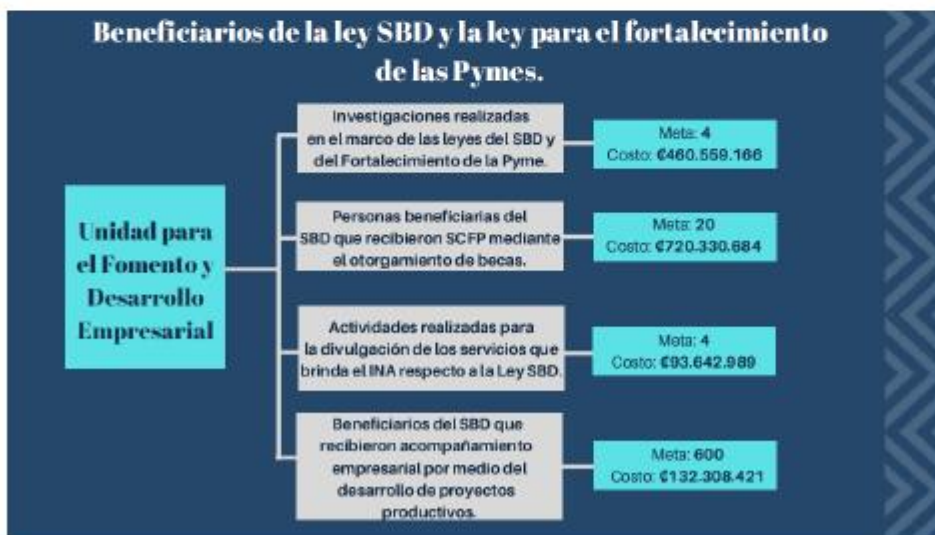 Beneficiarios de la ley SBD y la ley para el fortalecimiento
de las Pymes.
Unidad para
el Fomento y
Desarrollo
Empresarial
Investigaciones realizadas
en el marco de las leyes del SBD y
del Fortalecimiento de la Pyme.
Meta: 4
Costo: ₡460.559.166
Personas beneficiarias del
SBD que recibieron SCFP mediante
el otorgamiento de becas.
Meta: 20
Costo: ₡720.330.684
Actividades realizadas para
la divulgación de los servicios que
brinda el INA respecto a la Ley SBD.
Meta: 4
Costo: ₡93.642.989
Beneficiarios del SBD que
recibieron acompañamiento
empresarial por medio del
desarrollo de proyectos
productivos.
Meta: 600
Costo: ₡132.308.421